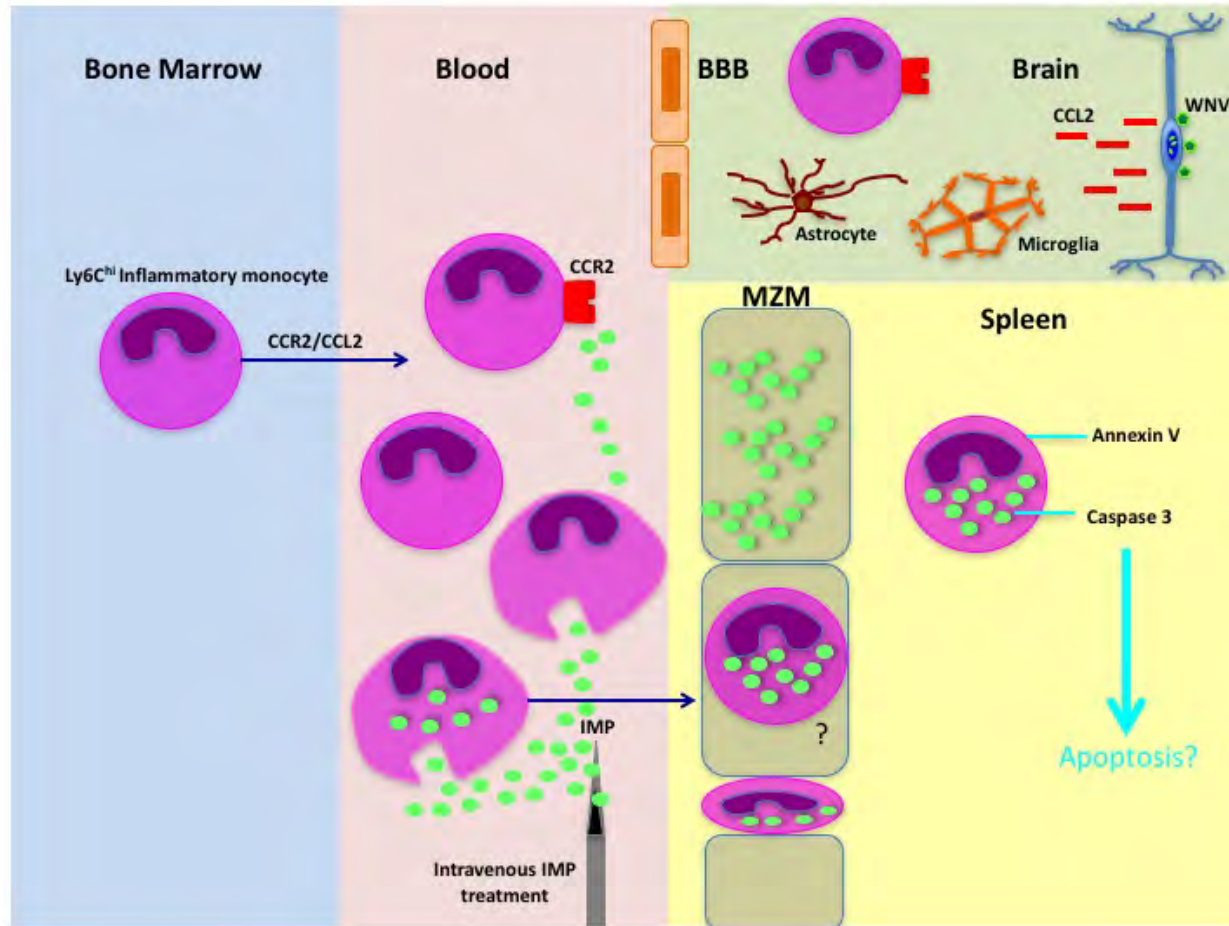 Bone Marrow
Blood
BBB
Brain
WNV
CCL2
Astrocyte
Microglia
Ly6Chi Inflammatory monocyte
CCR2/CCL2
CCR2
MZM
Spleen
Annexin V
Caspase 3
Apoptosis?
?
IMP
Intravenous IMP
treatment